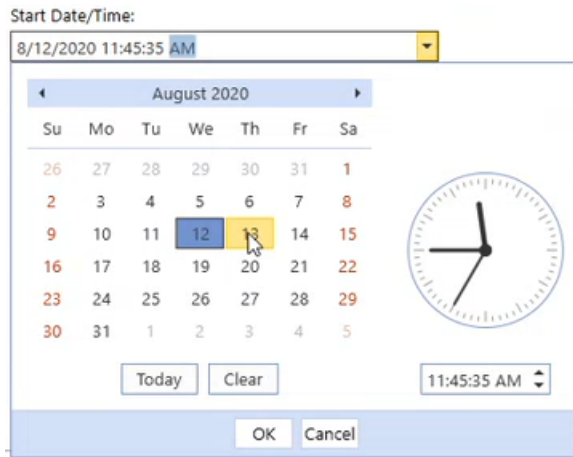 Start Date/Time:
8/12/2020 11:45:35 AM
August 2020
Su Mo Tu We Th Fr Sa
26 27 28 29 30 31 1
2 3 4 5 6 7 8
9 10 11 12 13 14 15
16 17 18 19 20 21 22
23 24 25 26 27 28 29
30 31 1 2 3 4 5
Today Clear 11:45:35 AM
OK Cancel